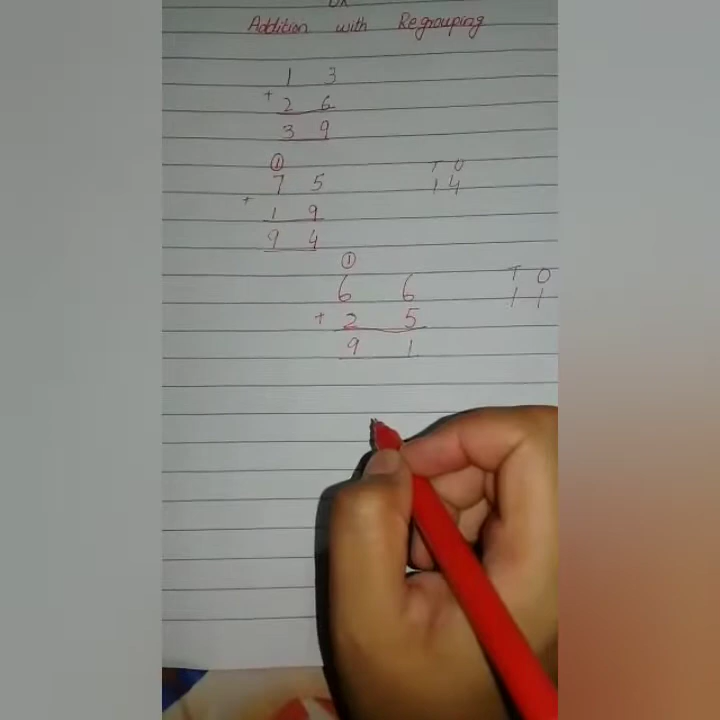 OR
Addition with Regrouping
1 3
+ 2 6
3 9
①
7 5
+ 1 9
9 4
T O
1 4
①
6 6
+ 2 5
9 1
T O
1 1